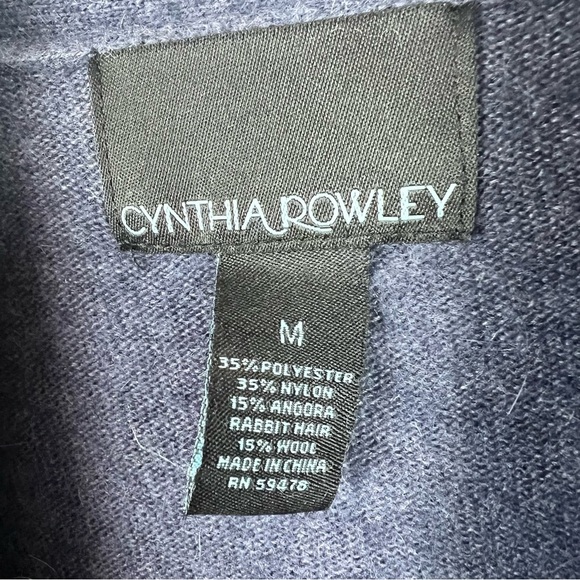 CYNTHIA ROWLEY
M
35% POLYESTER
35% NYLON
15% ANGORA
RABBIT HAIR
15% WOOL
MADE IN CHINA
RN 59478